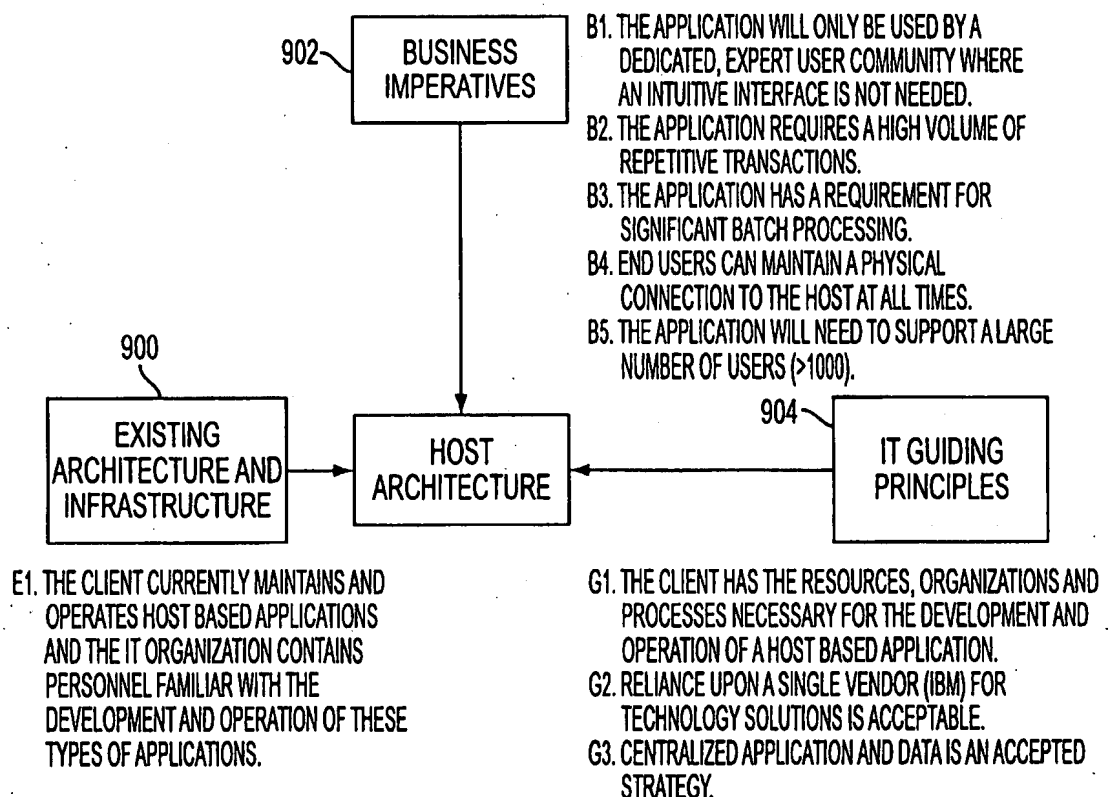 902
BUSINESS
IMPERATIVES
B1. THE APPLICATION WILL ONLY BE USED BY A
DEDICATED, EXPERT USER COMMUNITY WHERE
AN INTUITIVE INTERFACE IS NOT NEEDED.
B2. THE APPLICATION REQUIRES A HIGH VOLUME OF
REPETITIVE TRANSACTIONS.
B3. THE APPLICATION HAS A REQUIREMENT FOR
SIGNIFICANT BATCH PROCESSING.
B4. END USERS CAN MAINTAIN A PHYSICAL
CONNECTION TO THE HOST AT ALL TIMES.
B5. THE APPLICATION WILL NEED TO SUPPORT A LARGE
NUMBER OF USERS (>1000).
900
EXISTING
ARCHITECTURE AND
INFRASTRUCTURE
HOST
ARCHITECTURE
904
IT GUIDING
PRINCIPLES
E1. THE CLIENT CURRENTLY MAINTAINS AND
OPERATES HOST BASED APPLICATIONS
AND THE IT ORGANIZATION CONTAINS
PERSONNEL FAMILIAR WITH THE
DEVELOPMENT AND OPERATION OF THESE
TYPES OF APPLICATIONS.
G1. THE CLIENT HAS THE RESOURCES, ORGANIZATIONS AND
PROCESSES NECESSARY FOR THE DEVELOPMENT AND
OPERATION OF A HOST BASED APPLICATION.
G2. RELIANCE UPON A SINGLE VENDOR (IBM) FOR
TECHNOLOGY SOLUTIONS IS ACCEPTABLE.
G3. CENTRALIZED APPLICATION AND DATA IS AN ACCEPTED
STRATEGY.